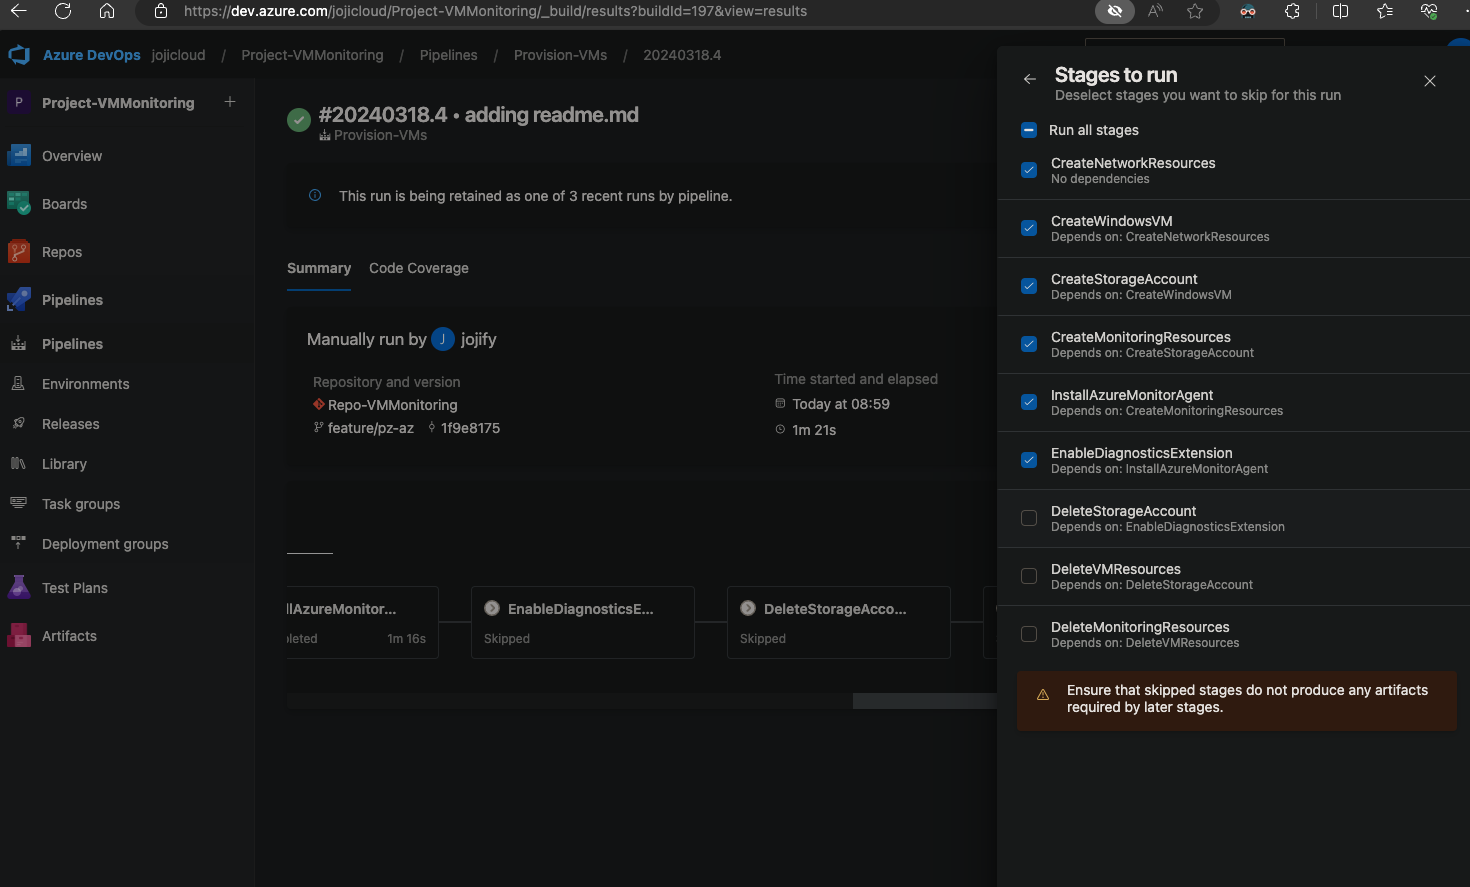 https://dev.azure.com/jojicloud/Project-VMMonitoring/_build/results?buildId=197&view=results
Azure DevOps jojicloud / Project-VMMonitoring / Pipelines / Provision-VMs / 20240318.4
P Project-VMMonitoring +
Overview
Boards
Repos
Pipelines
Pipelines
Environments
Releases
Library
Task groups
Deployment groups
Test Plans
Artifacts
#20240318.4 • adding readme.md
Provision-VMs
This run is being retained as one of 3 recent runs by pipeline.
Summary Code Coverage
Manually run by J jojify
Repository and version
Repo-VMMonitoring
feature/pz-az 1f9e8175
Time started and elapsed
Today at 08:59
1m 21s
llAzureMonitor...
leted 1m 16s
EnableDiagnosticsE...
Skipped
DeleteStorageAcco...
Skipped
Stages to run
Deselect stages you want to skip for this run
Run all stages
CreateNetworkResources
No dependencies
CreateWindowsVM
Depends on: CreateNetworkResources
CreateStorageAccount
Depends on: CreateWindowsVM
CreateMonitoringResources
Depends on: CreateStorageAccount
InstallAzureMonitorAgent
Depends on: CreateMonitoringResources
EnableDiagnosticsExtension
Depends on: InstallAzureMonitorAgent
DeleteStorageAccount
Depends on: EnableDiagnosticsExtension
DeleteVMResources
Depends on: DeleteStorageAccount
DeleteMonitoringResources
Depends on: DeleteVMResources
Ensure that skipped stages do not produce any artifacts
required by later stages.